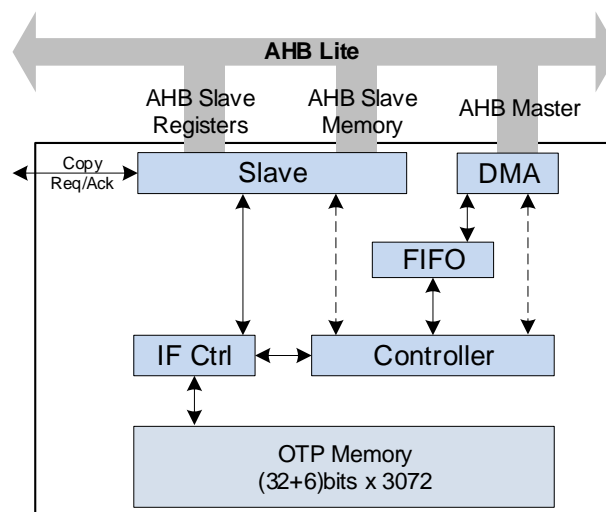 AHB Lite
AHB Slave
Registers
AHB Slave
Memory
AHB Master
Copy
Req/Ack
Slave
DMA
FIFO
IF Ctrl
Controller
OTP Memory
(32+6)bits x 3072